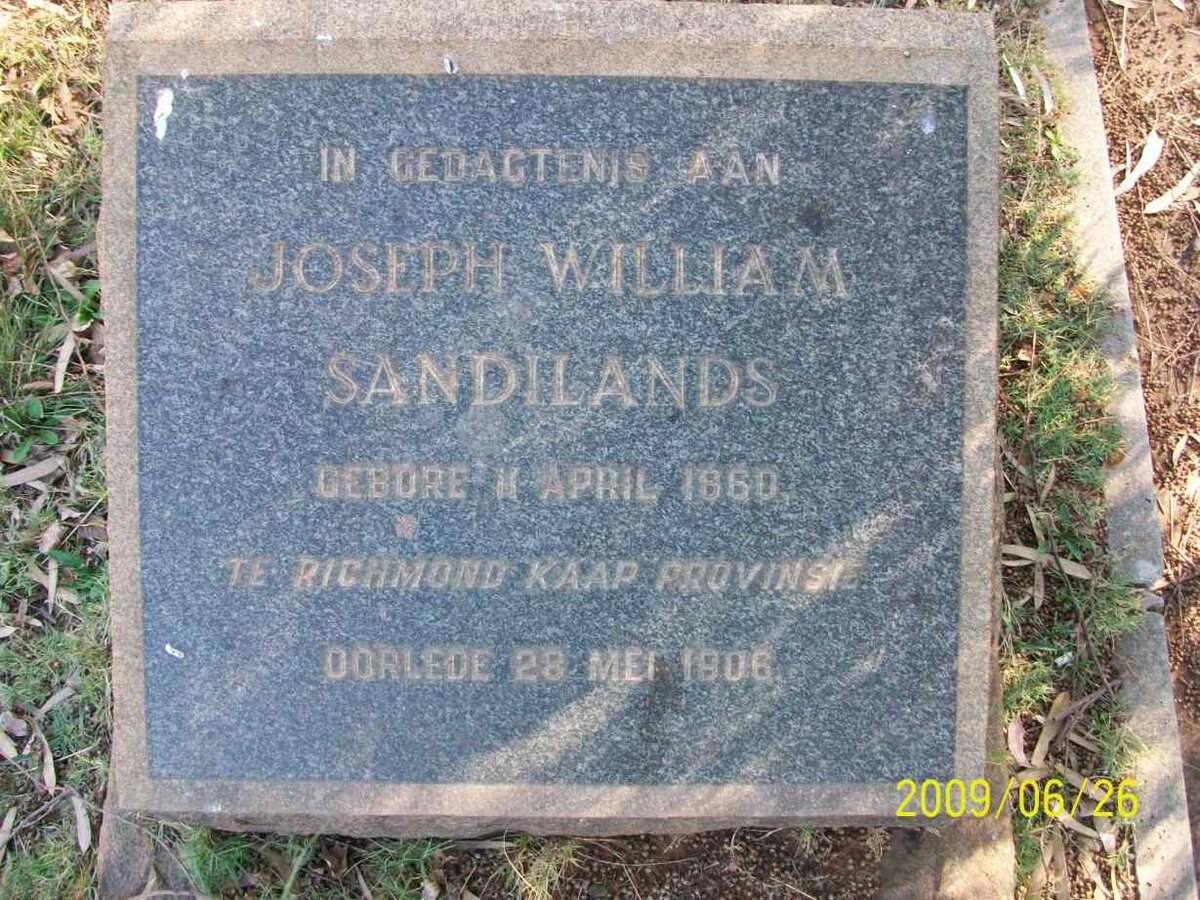 IN GEDAGTENIS AAN
JOSEPH WILLIAM
SANDILANDS
GEBORE 11 APRIL 1860.
TE RICHMOND KAAP PROVINSIE.
OORLEDE 28 MEI 1906.
2009/06/26